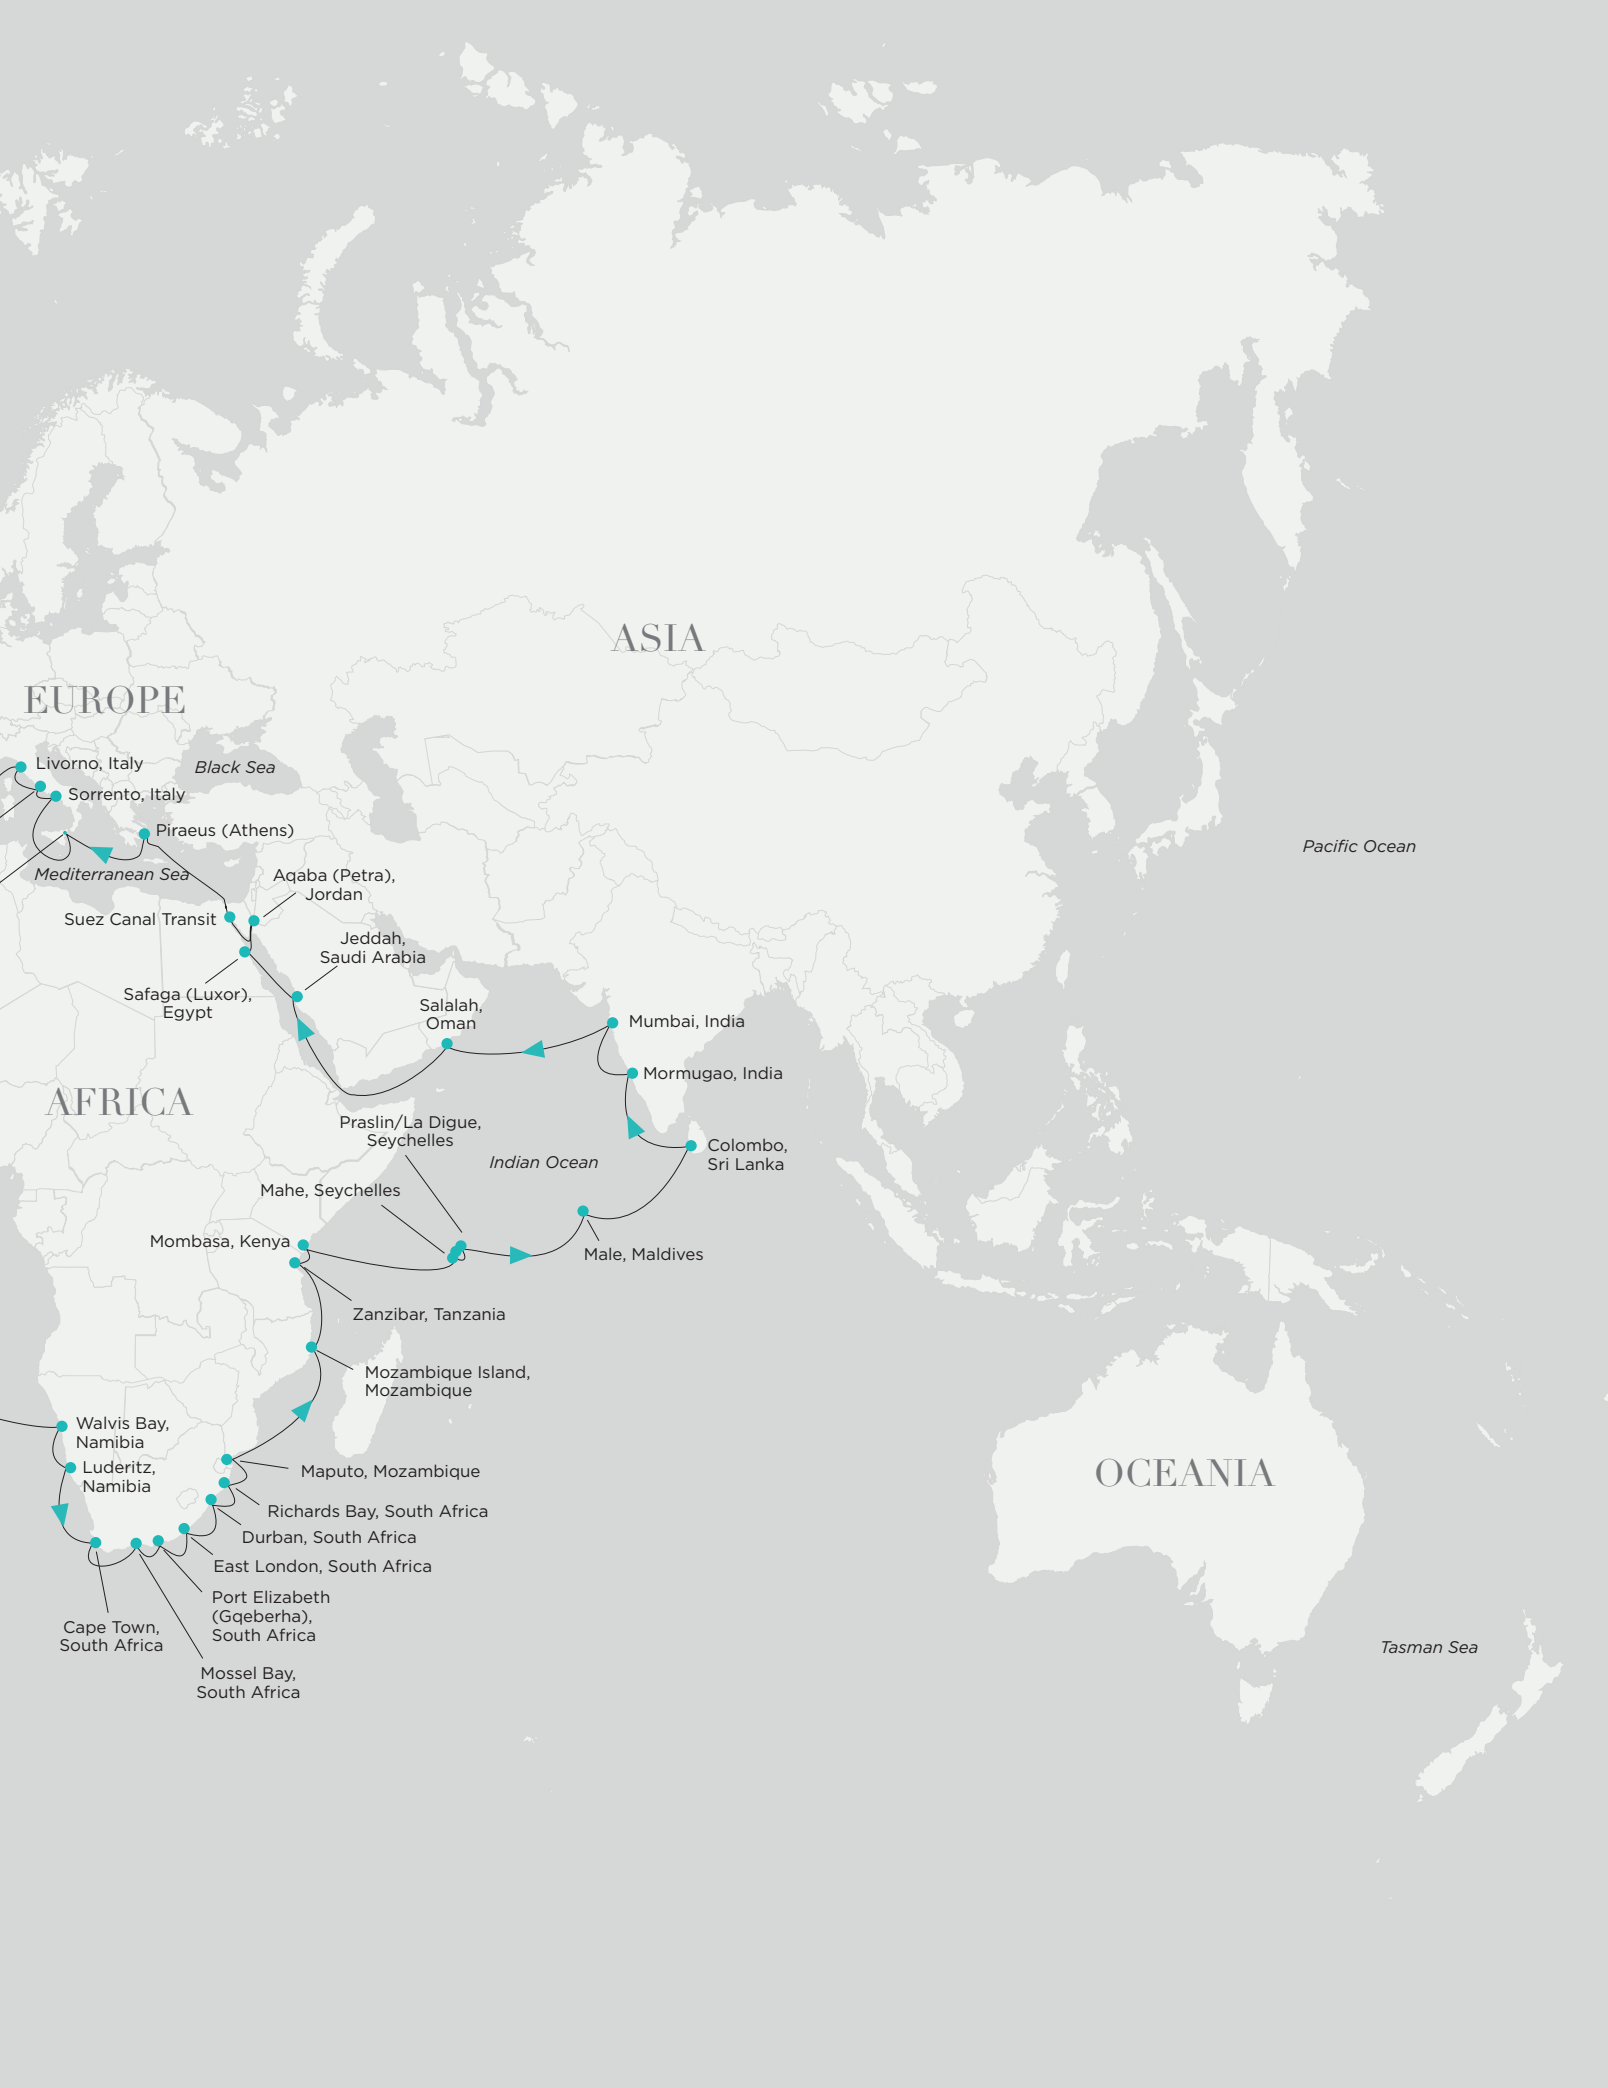 ASIA
EUROPE
Livorno, Italy
Black Sea
Sorrento, Italy
Piraeus (Athens)
Pacific Ocean
Mediterranean Sea
Aqaba (Petra),
Jordan
Suez Canal Transit
Jeddah,
Saudi Arabia
Safaga (Luxor),
Egypt
Salalah,
Oman
Mumbai, India
Mormugao, India
AFRICA
Praslin/La Digue,
Seychelles
Colombo,
Sri Lanka
Indian Ocean
Mahe, Seychelles
Mombasa, Kenya
Male, Maldives
Zanzibar, Tanzania
Mozambique Island,
Mozambique
Walvis Bay,
Namibia
Luderitz,
Namibia
Maputo, Mozambique
OCEANIA
Richards Bay, South Africa
Durban, South Africa
East London, South Africa
Port Elizabeth
(Gqeberha),
South Africa
Cape Town,
South Africa
Tasman Sea
Mossel Bay,
South Africa